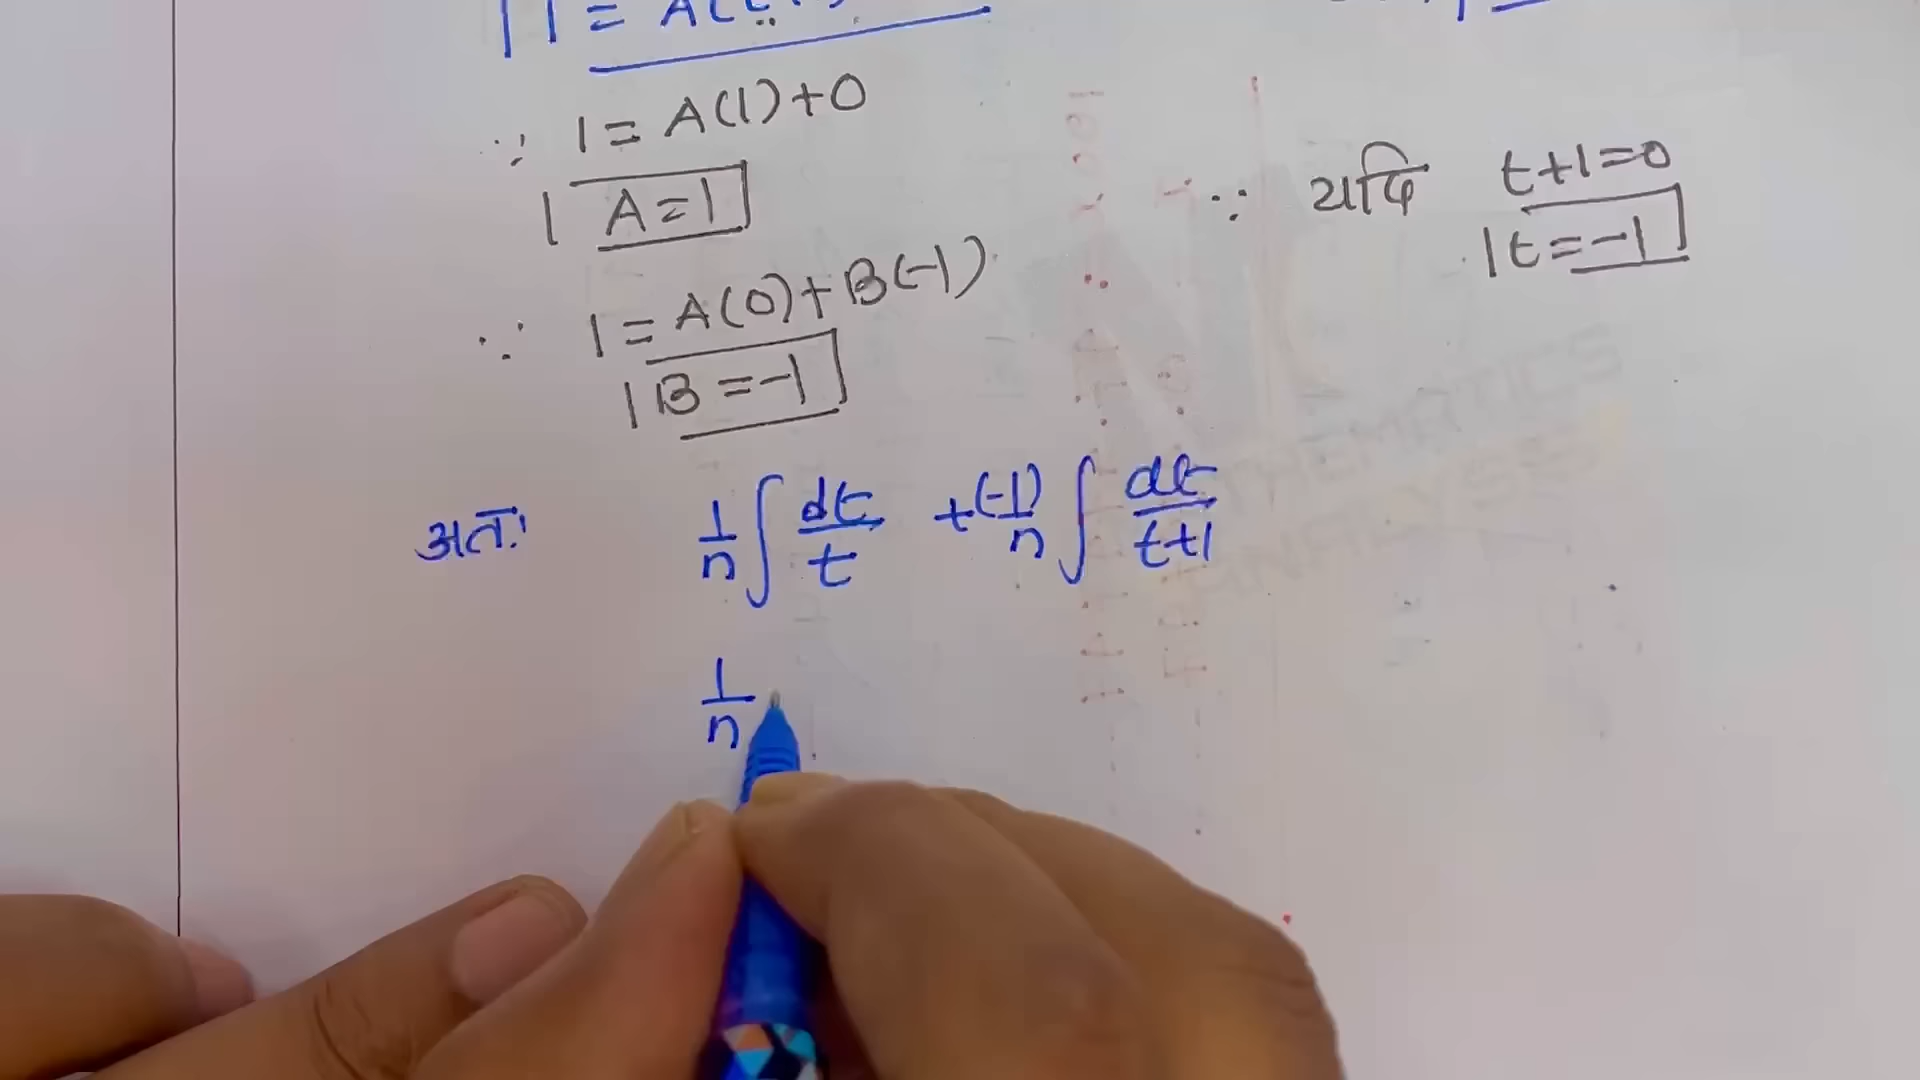 ∵ 1 = A(1)+0
A=1
∵ यदि t+1=0
t=-1
∵ 1 = A(0)+B(-1)
B=-1
अतः 1/n ∫ dt/t + (-1)/n ∫ dt/t+1
1/n